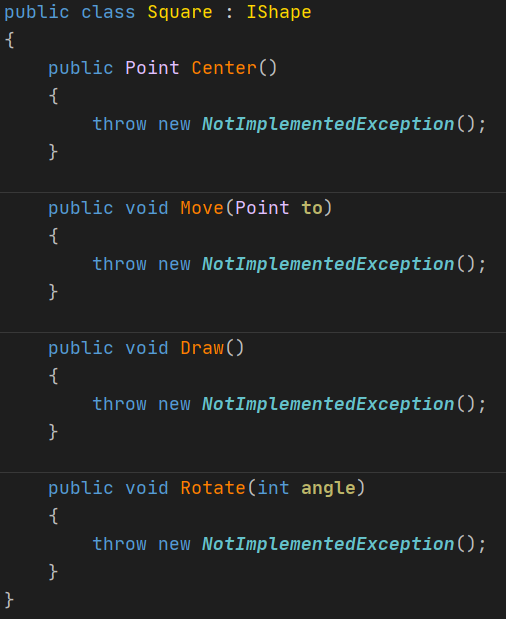 public class Square : IShape
{
    public Point Center()
    {
        throw new NotImplementedException();
    }
    public void Move(Point to)
    {
        throw new NotImplementedException();
    }
    public void Draw()
    {
        throw new NotImplementedException();
    }
    public void Rotate(int angle)
    {
        throw new NotImplementedException();
    }
}